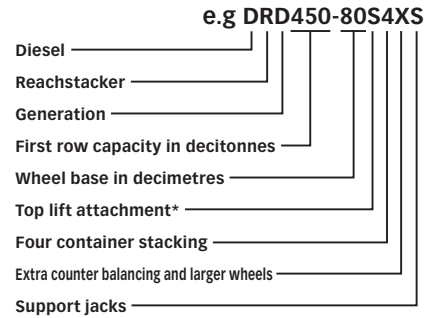 e.g DRD450-80S4XS
Diesel
Reachstacker
Generation
First row capacity in decitonnes
Wheel base in decimetres
Top lift attachment*
Four container stacking
Extra counter balancing and larger wheels
Support jacks